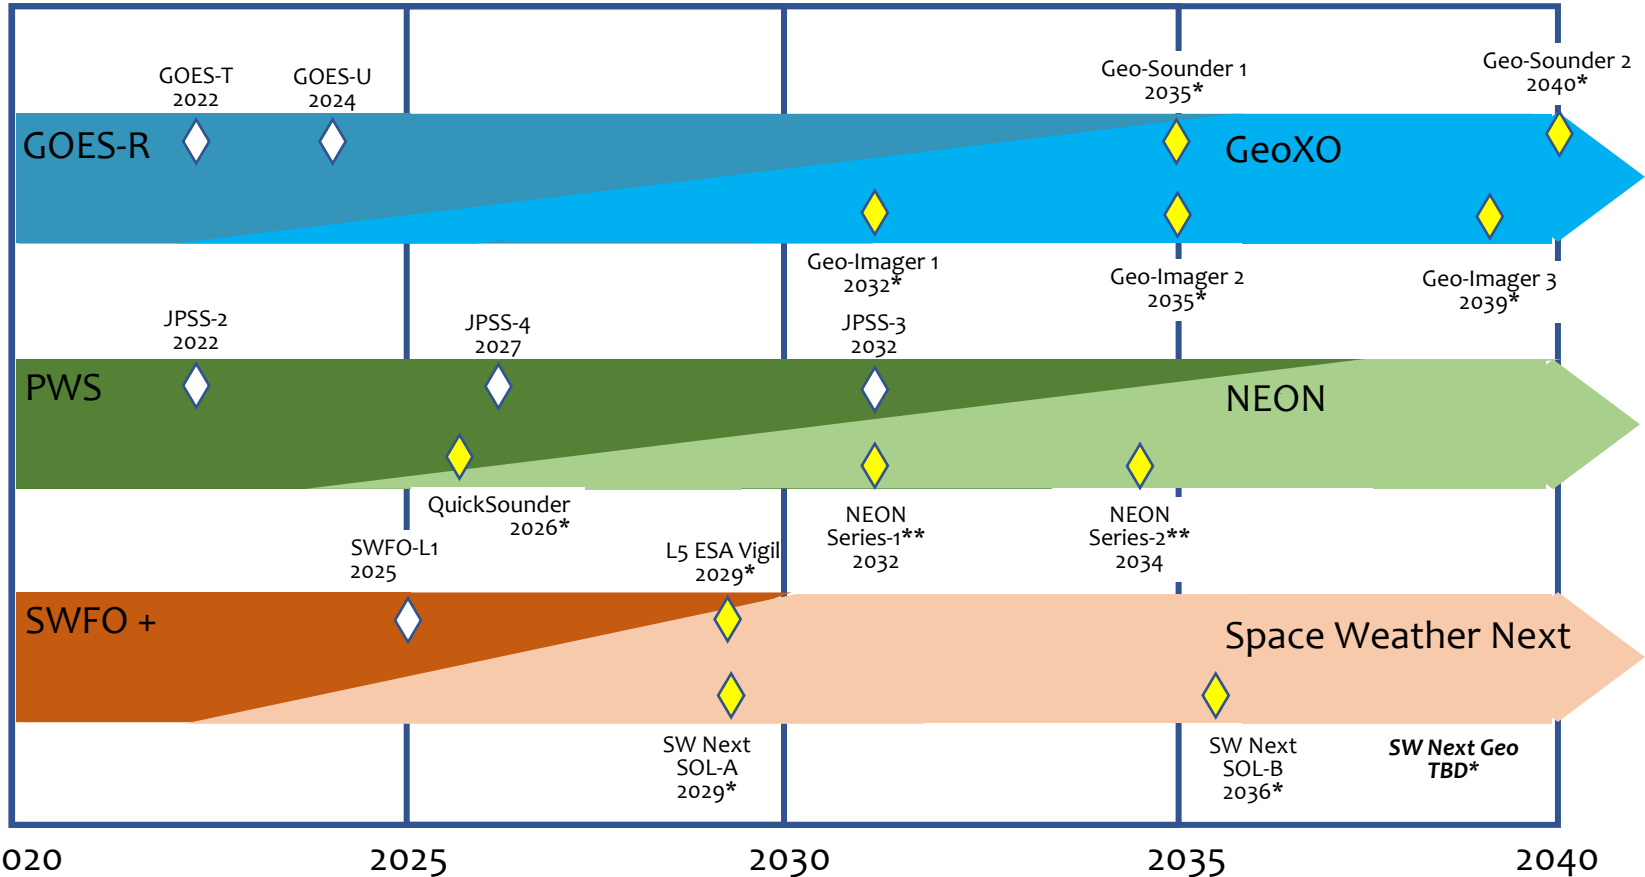 GOES-T
2022
GOES-U
2024
Geo-Sounder 1
2035*
Geo-Sounder 2
2040*
GOES-R
GeoXO
Geo-Imager 1
2032*
Geo-Imager 2
2035*
Geo-Imager 3
2039*
JPSS-2
2022
JPSS-4
2027
JPSS-3
2032
PWS
NEON
QuickSounder
2026*
NEON
Series-1**
2032
NEON
Series-2**
2034
SWFO-L1
2025
L5 ESA Vigil
2029*
SWFO +
Space Weather Next
SW Next
SOL-A
2029*
SW Next
SOL-B
2036*
SW Next Geo
TBD*
020
2025
2030
2035
2040